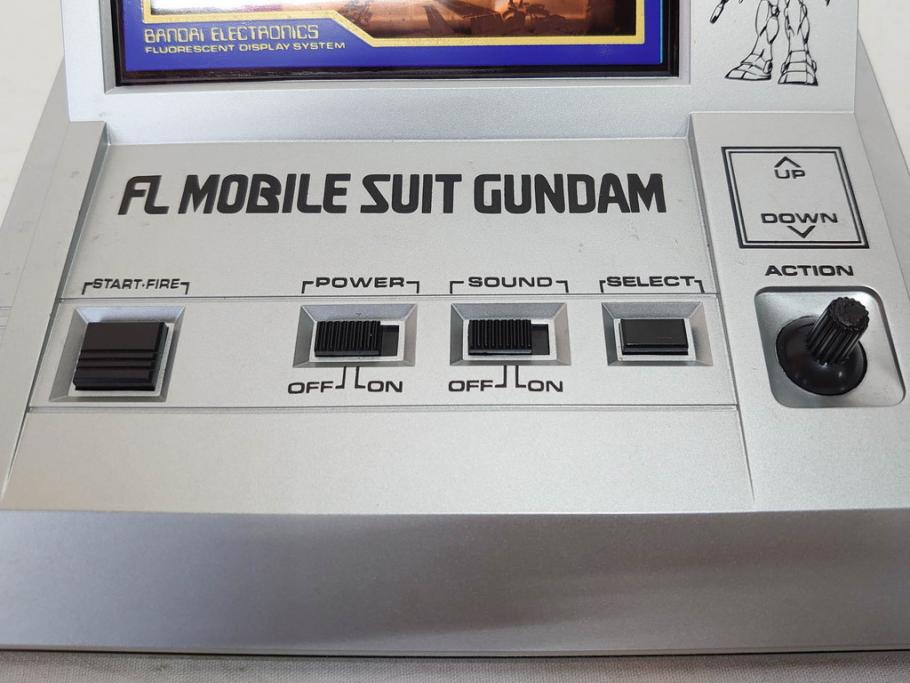 BANDAI ELECTRONICS
FLUORESCENT DISPLAY SYSTEM
FL MOBILE SUIT GUNDAM
UP
DOWN
ACTION
START·FIRE
POWER
SOUND
SELECT
OFF ON
OFF ON